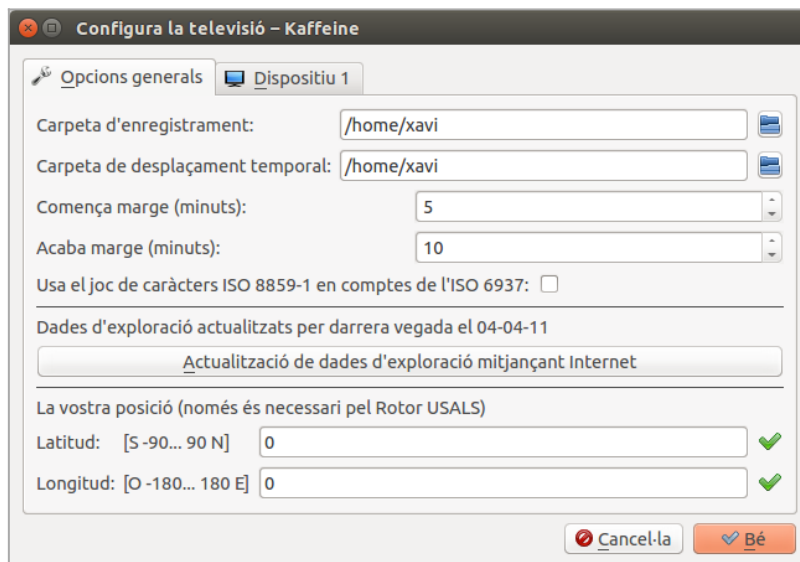 Configura la televisió – Kaffeine
Opcions generals
Dispositiu 1
Carpeta d'enregistrament: /home/xavi
Carpeta de desplaçament temporal: /home/xavi
Comença marge (minuts): 5
Acaba marge (minuts): 10
Usa el joc de caràcters ISO 8859-1 en comptes de l'ISO 6937:
Dades d'exploració actualitzats per darrera vegada el 04-04-11
Actualització de dades d'exploració mitjançant Internet
La vostra posició (només és necessari pel Rotor USALS)
Latitud: [S -90... 90 N] 0
Longitud: [O -180... 180 E] 0
Cancel·la
Bé